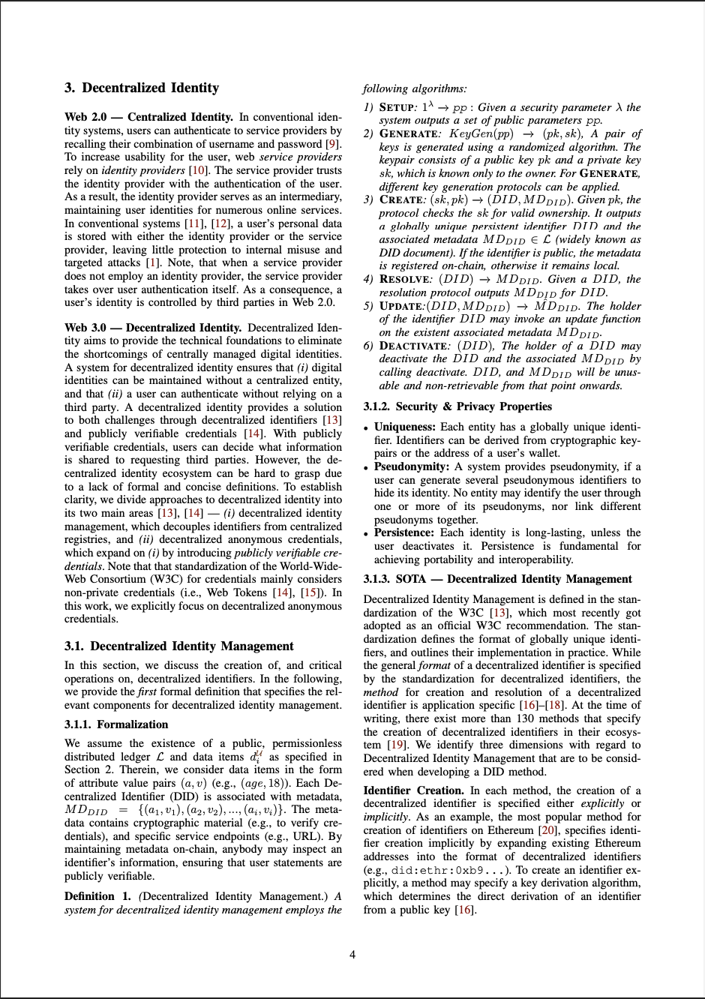 3. Decentralized Identity
Web 2.0 — Centralized Identity. In conventional iden-
tity systems, users can authenticate to service providers by
recalling their combination of username and password [9].
To increase usability for the user, web service providers
rely on identity providers [10]. The service provider trusts
the identity provider with the authentication of the user.
As a result, the identity provider serves as an intermediary,
maintaining user identities for numerous online services.
In conventional systems [11], [12], a user's personal data
is stored with either the identity provider or the service
provider, leaving little protection to internal misuse and
targeted attacks [1]. Note, that when a service provider
does not employ an identity provider, the service provider
takes over user authentication itself. As a consequence, a
user's identity is controlled by third parties in Web 2.0.
Web 3.0 — Decentralized Identity. Decentralized Iden-
tity aims to provide the technical foundations to eliminate
the shortcomings of centrally managed digital identities.
A system for decentralized identity ensures that (i) digital
identities can be maintained without a centralized entity,
and that (ii) a user can authenticate without relying on a
third party. A decentralized identity provides a solution
to both challenges through decentralized identifiers [13]
and publicly verifiable credentials [14]. With publicly
verifiable credentials, users can decide what information
is shared to requesting third parties. However, the de-
centralized identity ecosystem can be hard to grasp due
to a lack of formal and concise definitions. To establish
clarity, we divide approaches to decentralized identity into
its two main areas [13], [14] — (i) decentralized identity
management, which decouples identifiers from centralized
registries, and (ii) decentralized anonymous credentials,
which expand on (i) by introducing publicly verifiable cre-
dentials. Note that that standardization of the World-Wide-
Web Consortium (W3C) for credentials mainly considers
non-private credentials (i.e., Web Tokens [14], [15]). In
this work, we explicitly focus on decentralized anonymous
credentials.
3.1. Decentralized Identity Management
In this section, we discuss the creation of, and critical
operations on, decentralized identifiers. In the following,
we provide the first formal definition that specifies the rel-
evant components for decentralized identity management.
3.1.1. Formalization
We assume the existence of a public, permissionless
distributed ledger ℒ and data items dᵢ^𝒰 as specified in
Section 2. Therein, we consider data items in the form
of attribute value pairs (a, v) (e.g., (age, 18)). Each De-
centralized Identifier (DID) is associated with metadata,
MD_DID = {(a₁, v₁), (a₂, v₂), ..., (aᵢ, vᵢ)}. The meta-
data contains cryptographic material (e.g., to verify cre-
dentials), and specific service endpoints (e.g., URL). By
maintaining metadata on-chain, anybody may inspect an
identifier's information, ensuring that user statements are
publicly verifiable.
Definition 1. (Decentralized Identity Management.) A
system for decentralized identity management employs the
following algorithms:
1) SETUP: 1^λ → pp : Given a security parameter λ the
system outputs a set of public parameters pp.
2) GENERATE: KeyGen(pp) → (pk, sk), A pair of
keys is generated using a randomized algorithm. The
keypair consists of a public key pk and a private key
sk, which is known only to the owner. For GENERATE,
different key generation protocols can be applied.
3) CREATE: (sk, pk) → (DID, MD_DID). Given pk, the
protocol checks the sk for valid ownership. It outputs
a globally unique persistent identifier DID and the
associated metadata MD_DID ∈ ℒ (widely known as
DID document). If the identifier is public, the metadata
is registered on-chain, otherwise it remains local.
4) RESOLVE: (DID) → MD_DID. Given a DID, the
resolution protocol outputs MD_DID for DID.
5) UPDATE:(DID, MD_DID) → M̂D_DID. The holder
of the identifier DID may invoke an update function
on the existent associated metadata MD_DID.
6) DEACTIVATE: (DID), The holder of a DID may
deactivate the DID and the associated MD_DID by
calling deactivate. DID, and MD_DID will be unus-
able and non-retrievable from that point onwards.
3.1.2. Security & Privacy Properties
• Uniqueness: Each entity has a globally unique identi-
fier. Identifiers can be derived from cryptographic key-
pairs or the address of a user's wallet.
• Pseudonymity: A system provides pseudonymity, if a
user can generate several pseudonymous identifiers to
hide its identity. No entity may identify the user through
one or more of its pseudonyms, nor link different
pseudonyms together.
• Persistence: Each identity is long-lasting, unless the
user deactivates it. Persistence is fundamental for
achieving portability and interoperability.
3.1.3. SOTA — Decentralized Identity Management
Decentralized Identity Management is defined in the stan-
dardization of the W3C [13], which most recently got
adopted as an official W3C recommendation. The stan-
dardization defines the format of globally unique identi-
fiers, and outlines their implementation in practice. While
the general format of a decentralized identifier is specified
by the standardization for decentralized identifiers, the
method for creation and resolution of a decentralized
identifier is application specific [16]–[18]. At the time of
writing, there exist more than 130 methods that specify
the creation of decentralized identifiers in their ecosys-
tem [19]. We identify three dimensions with regard to
Decentralized Identity Management that are to be consid-
ered when developing a DID method.
Identifier Creation. In each method, the creation of a
decentralized identifier is specified either explicitly or
implicitly. As an example, the most popular method for
creation of identifiers on Ethereum [20], specifies identi-
fier creation implicitly by expanding existing Ethereum
addresses into the format of decentralized identifiers
(e.g., did:ethr:0xb9...). To create an identifier ex-
plicitly, a method may specify a key derivation algorithm,
which determines the direct derivation of an identifier
from a public key [16].
4